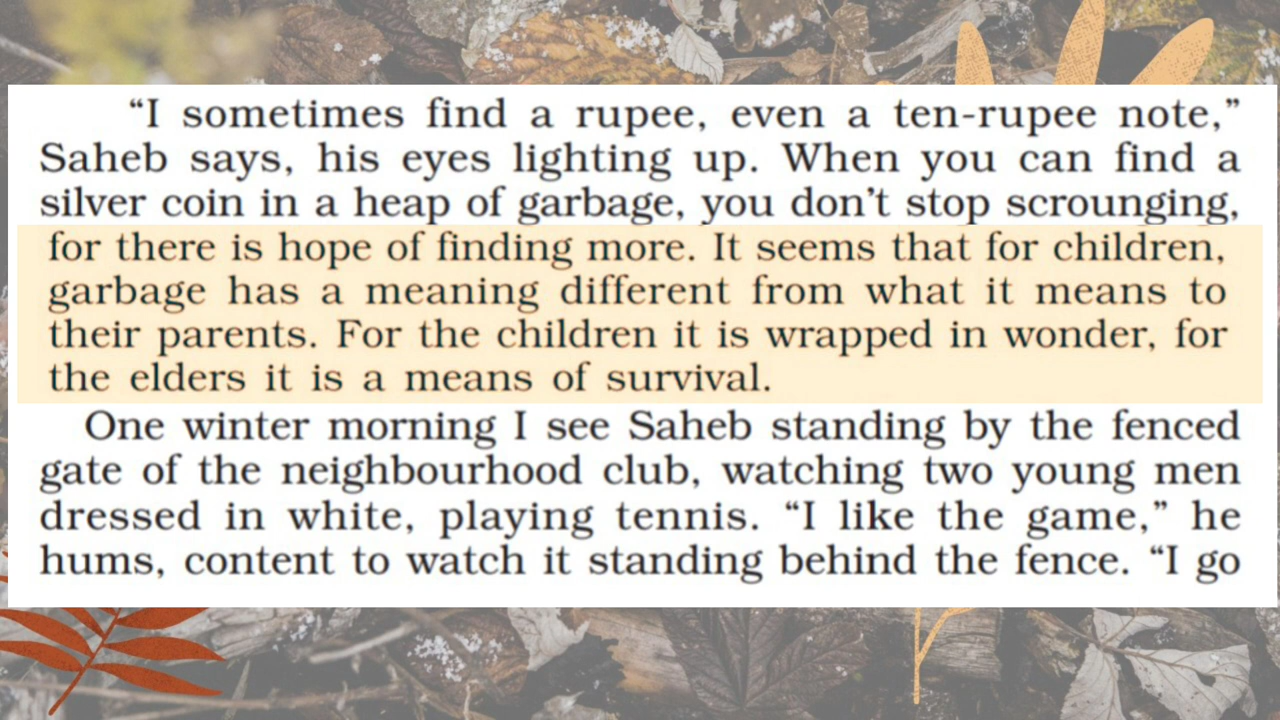 “I sometimes find a rupee, even a ten-rupee note,”
Saheb says, his eyes lighting up. When you can find a
silver coin in a heap of garbage, you don’t stop scrounging,
for there is hope of finding more. It seems that for children,
garbage has a meaning different from what it means to
their parents. For the children it is wrapped in wonder, for
the elders it is a means of survival.
One winter morning I see Saheb standing by the fenced
gate of the neighbourhood club, watching two young men
dressed in white, playing tennis. “I like the game,” he
hums, content to watch it standing behind the fence. “I go